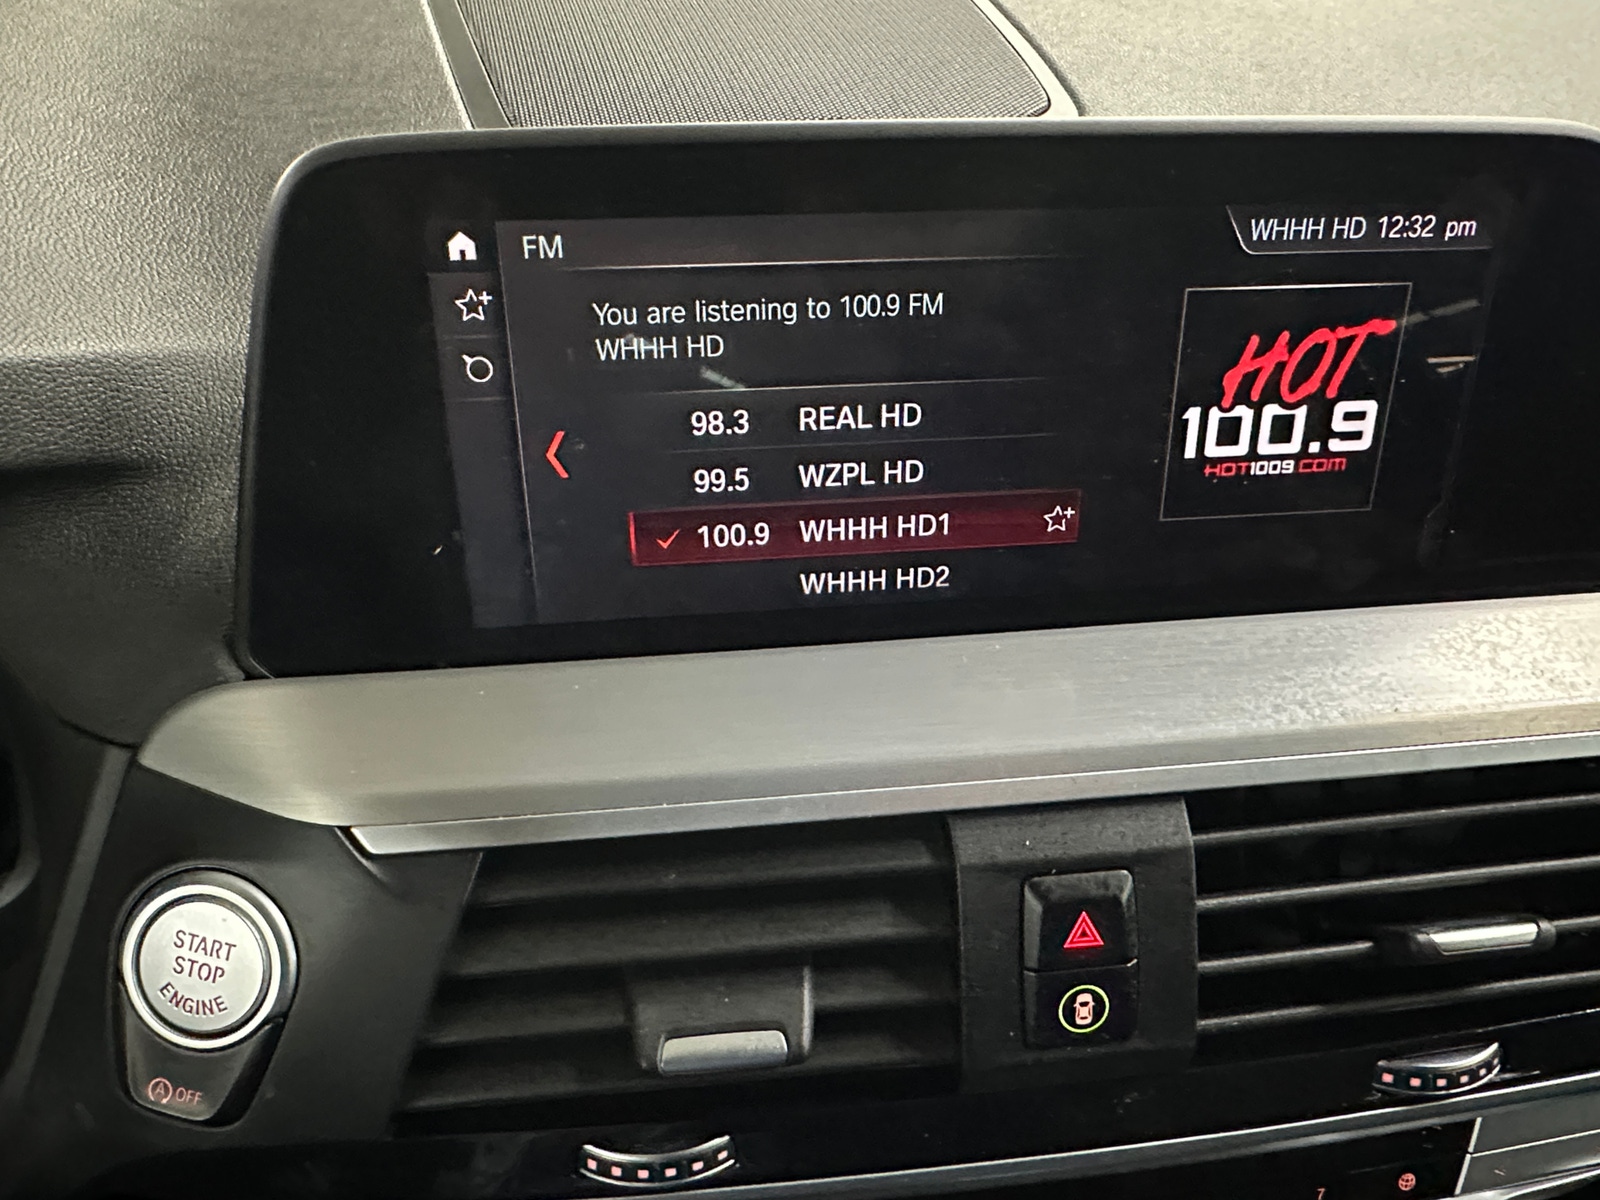 FM
WHHH HD 12:32 pm
You are listening to 100.9 FM
WHHH HD
98.3 REAL HD
99.5 WZPL HD
100.9 WHHH HD1
WHHH HD2
HOT
100.9
HOT1009.COM
START
STOP
ENGINE
A OFF
7